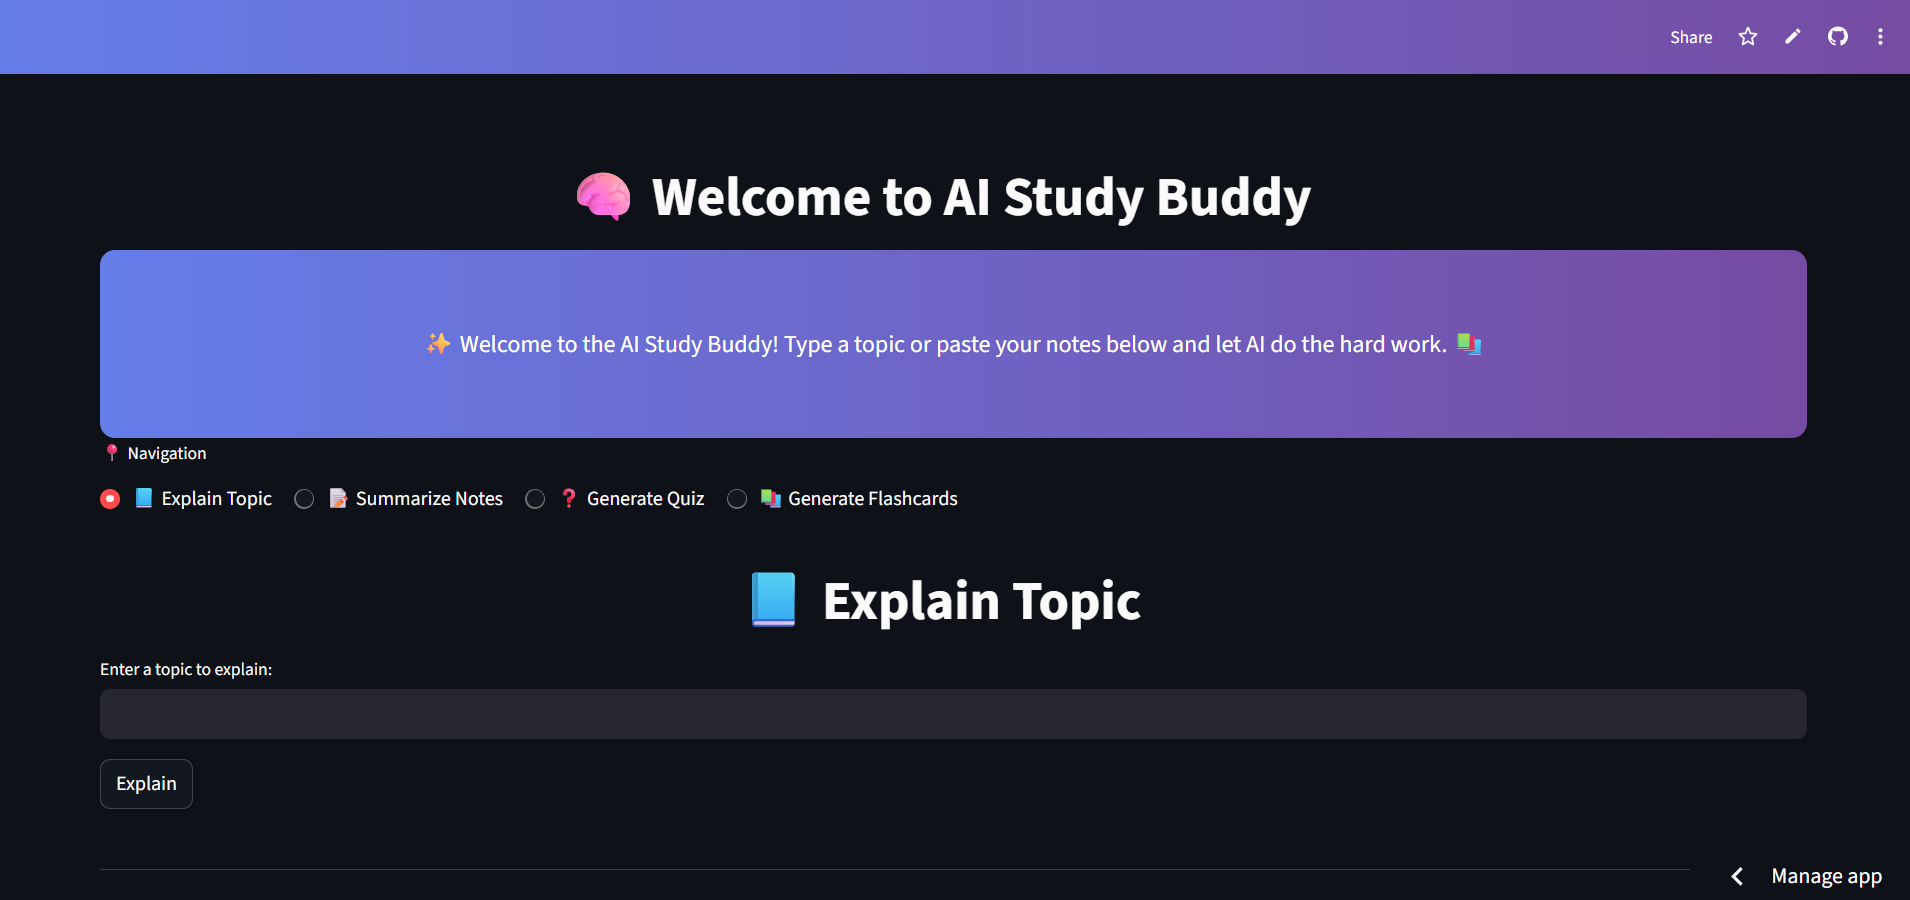 Share
🧠 Welcome to AI Study Buddy
✨ Welcome to the AI Study Buddy! Type a topic or paste your notes below and let AI do the hard work. 📚
📍 Navigation
📘 Explain Topic 📝 Summarize Notes ❓ Generate Quiz 📚 Generate Flashcards
📘 Explain Topic
Enter a topic to explain:
Explain
Manage app